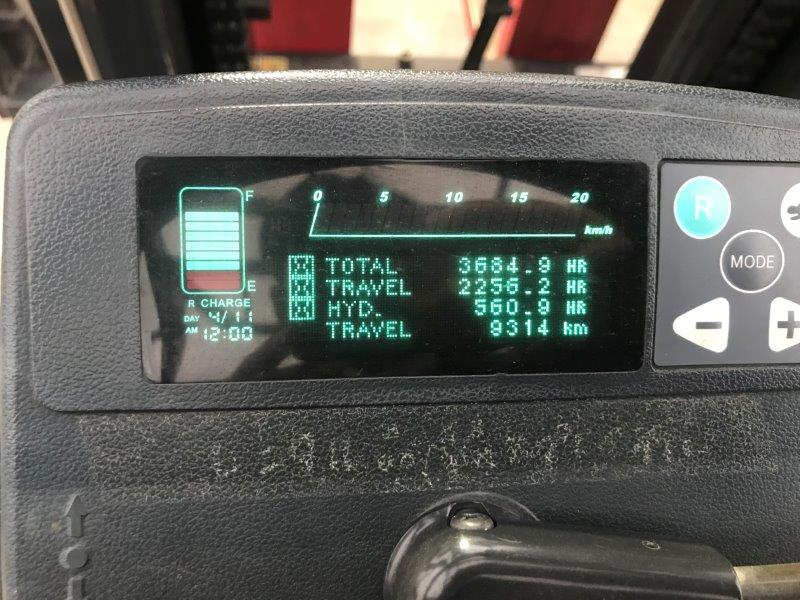 F
0 5 10 15 20
km/h
TOTAL 3684.9 HR
TRAVEL 2256.2 HR
HYD. 560.9 HR
TRAVEL 9314 km
E
R CHARGE
DAY 4/11
AM 12:00
R
MODE
−
+